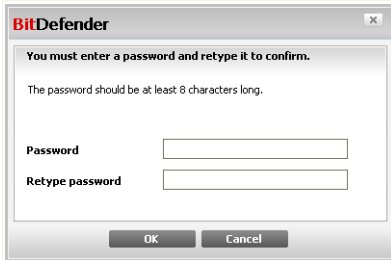 BitDefender
You must enter a password and retype it to confirm.
The password should be at least 8 characters long.
Password
Retype password
OK Cancel